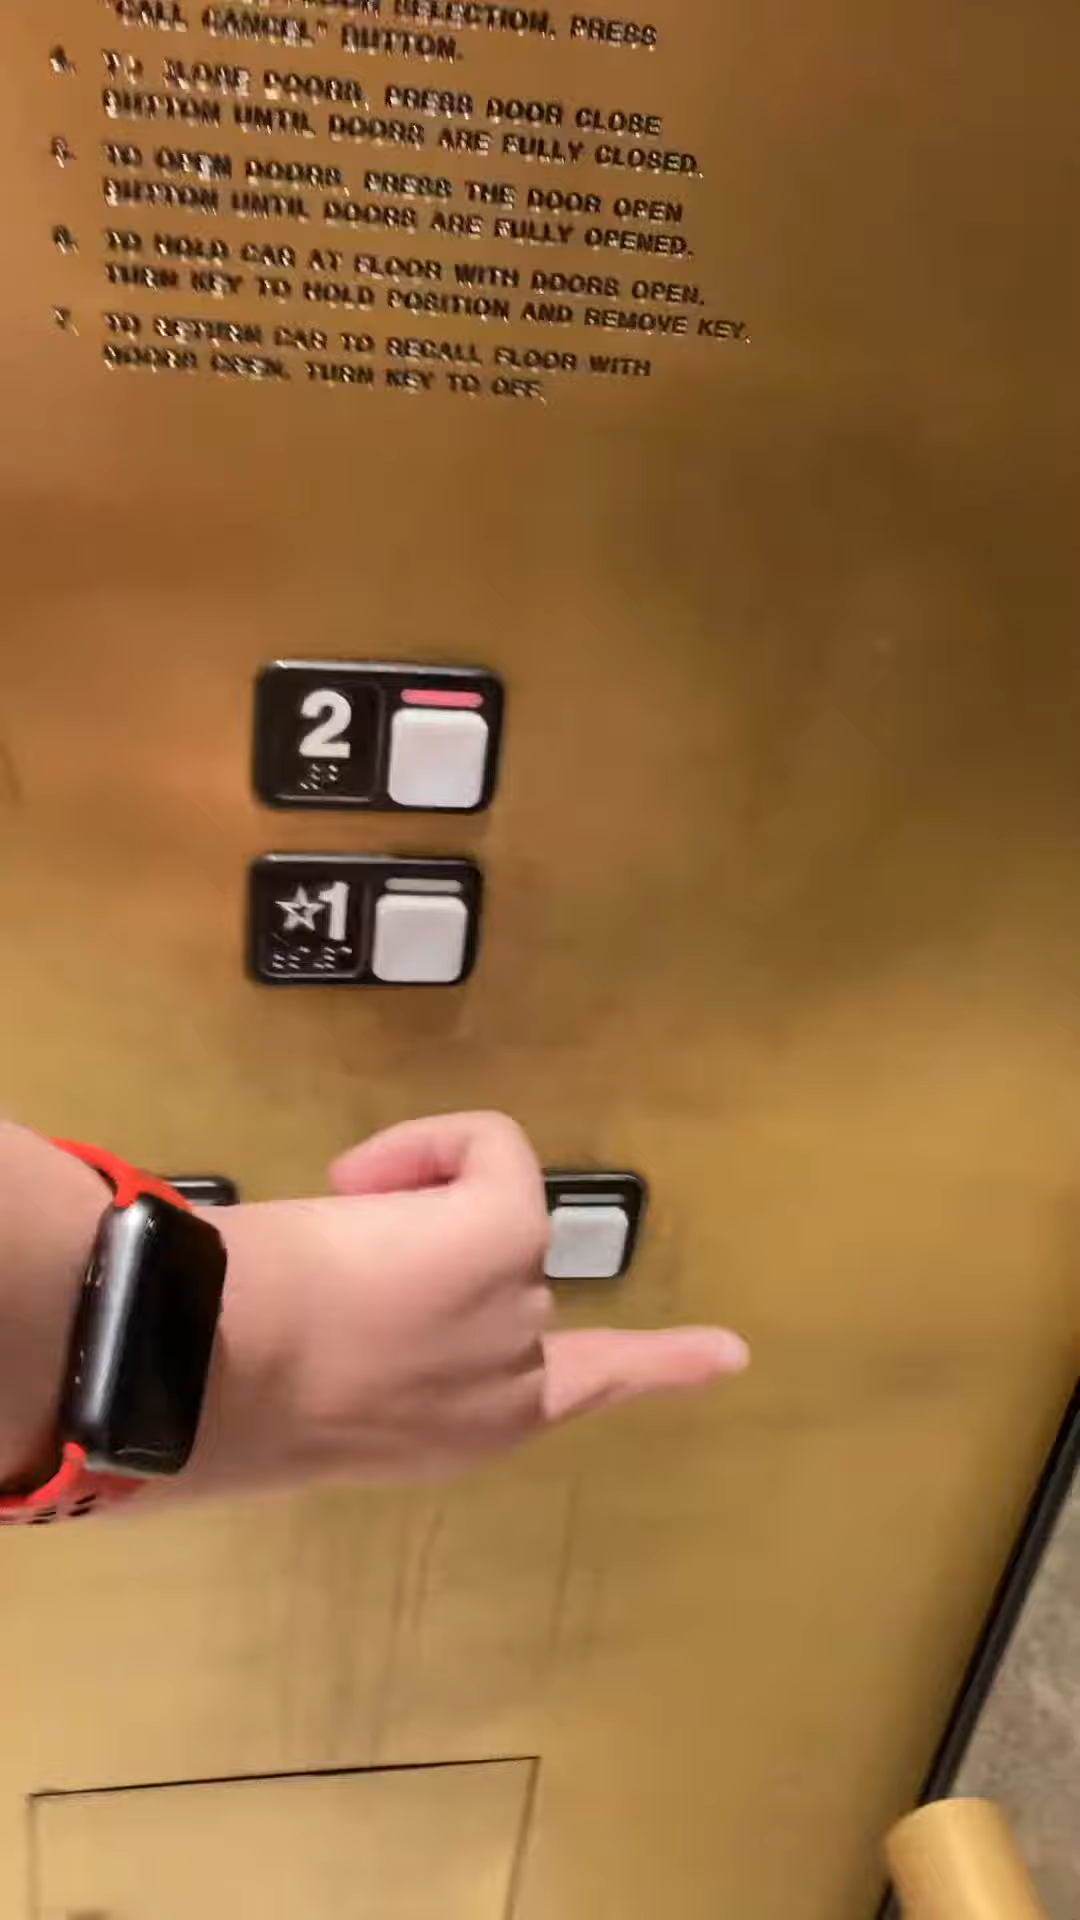 SELECTION, PRESS
"CALL CANCEL" BUTTON.
4. TO CLOSE DOORS, PRESS DOOR CLOSE
BUTTON UNTIL DOORS ARE FULLY CLOSED.
5. TO OPEN DOORS, PRESS THE DOOR OPEN
BUTTON UNTIL DOORS ARE FULLY OPENED.
6. TO HOLD CAR AT FLOOR WITH DOORS OPEN,
TURN KEY TO HOLD POSITION AND REMOVE KEY.
7. TO RETURN CAR TO RECALL FLOOR WITH
DOORS OPEN, TURN KEY TO OFF.
2
☆1